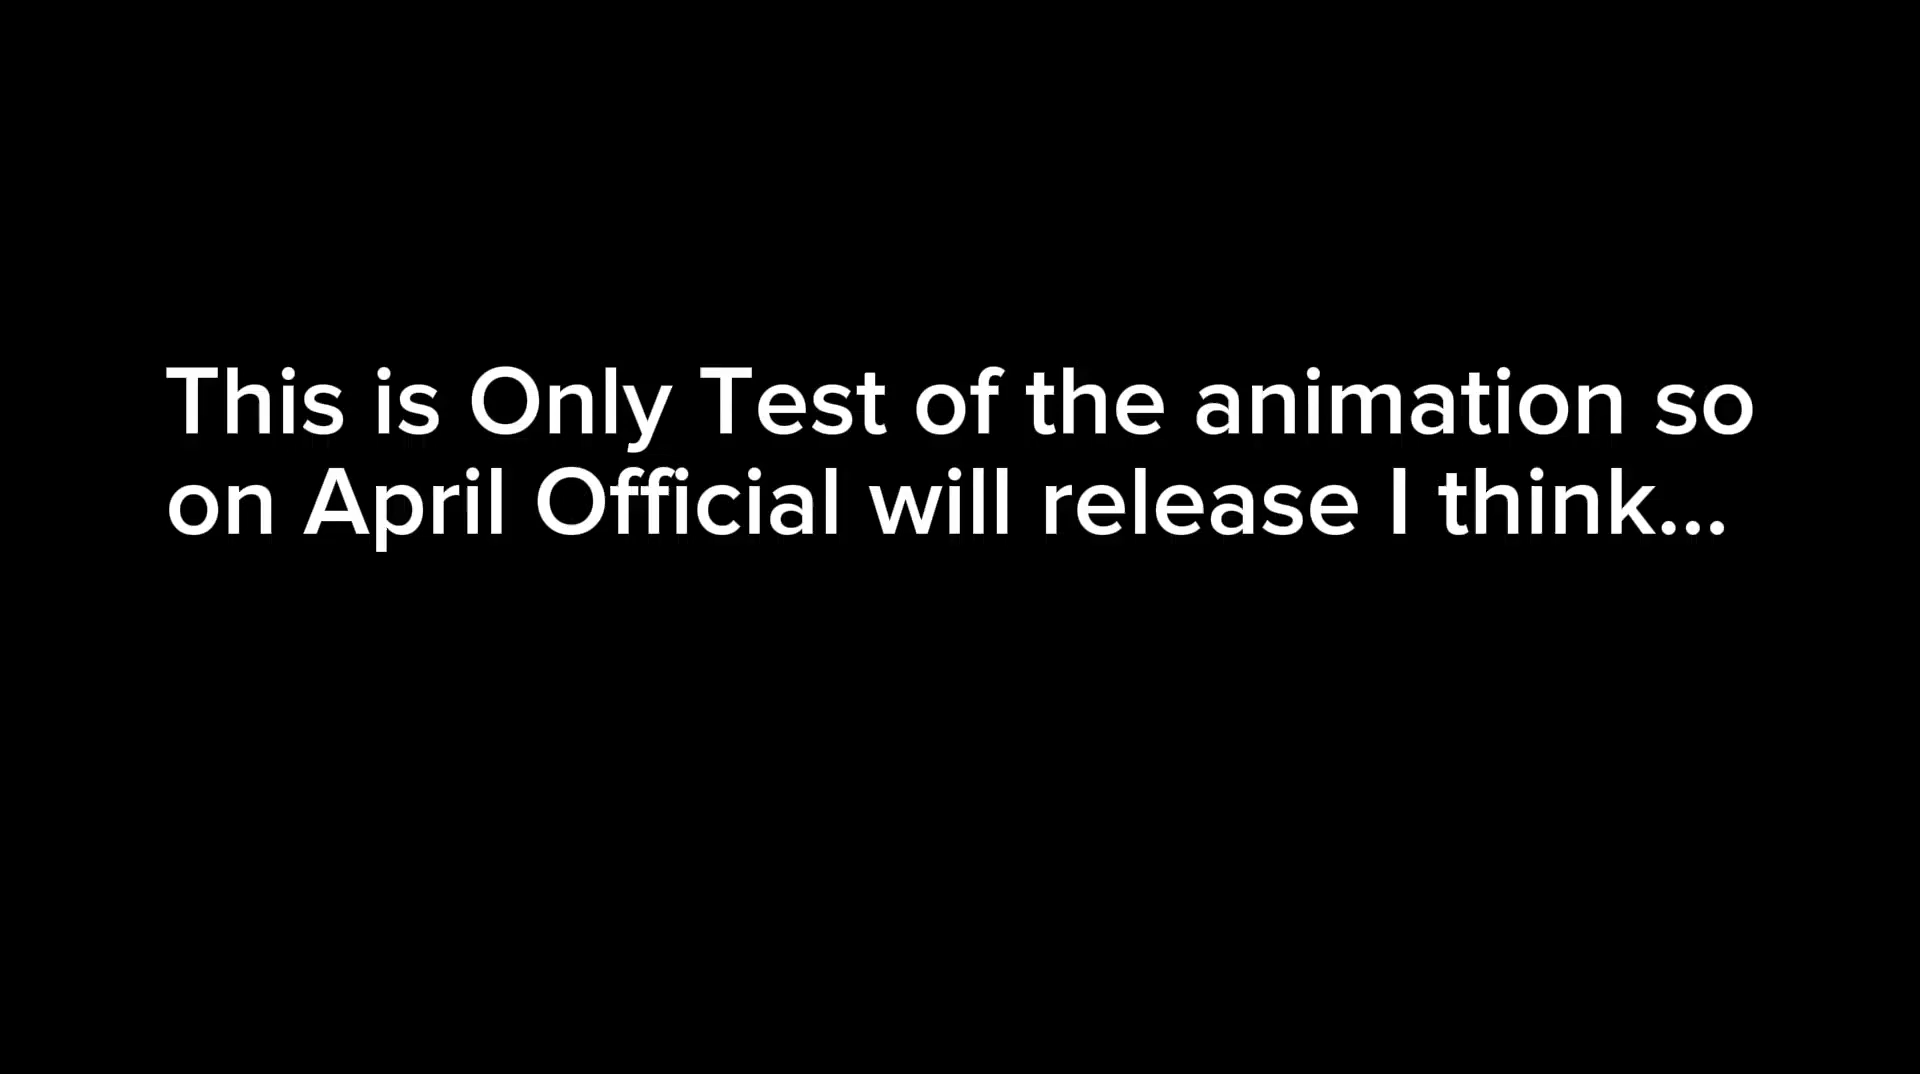 This is Only Test of the animation so
on April Official will release I think...